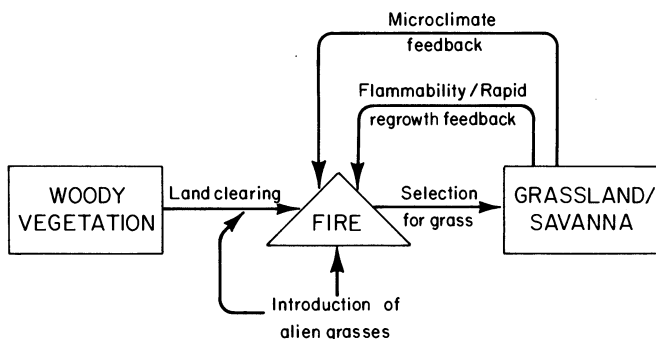 Microclimate
feedback
Flammability/Rapid
regrowth feedback
WOODY
VEGETATION
Land clearing
FIRE
Selection
for grass
GRASSLAND/
SAVANNA
Introduction of
alien grasses